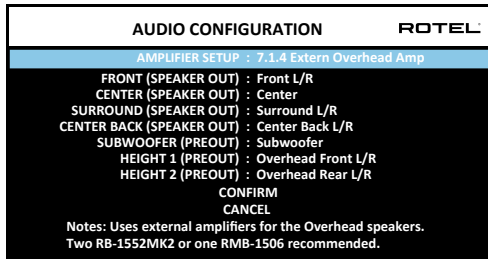 AUDIO CONFIGURATION ROTEL
AMPLIFIER SETUP : 7.1.4 Extern Overhead Amp
FRONT (SPEAKER OUT) : Front L/R
CENTER (SPEAKER OUT) : Center
SURROUND (SPEAKER OUT) : Surround L/R
CENTER BACK (SPEAKER OUT) : Center Back L/R
SUBWOOFER (PREOUT) : Subwoofer
HEIGHT 1 (PREOUT) : Overhead Front L/R
HEIGHT 2 (PREOUT) : Overhead Rear L/R
CONFIRM
CANCEL
Notes: Uses external amplifiers for the Overhead speakers.
Two RB-1552MK2 or one RMB-1506 recommended.